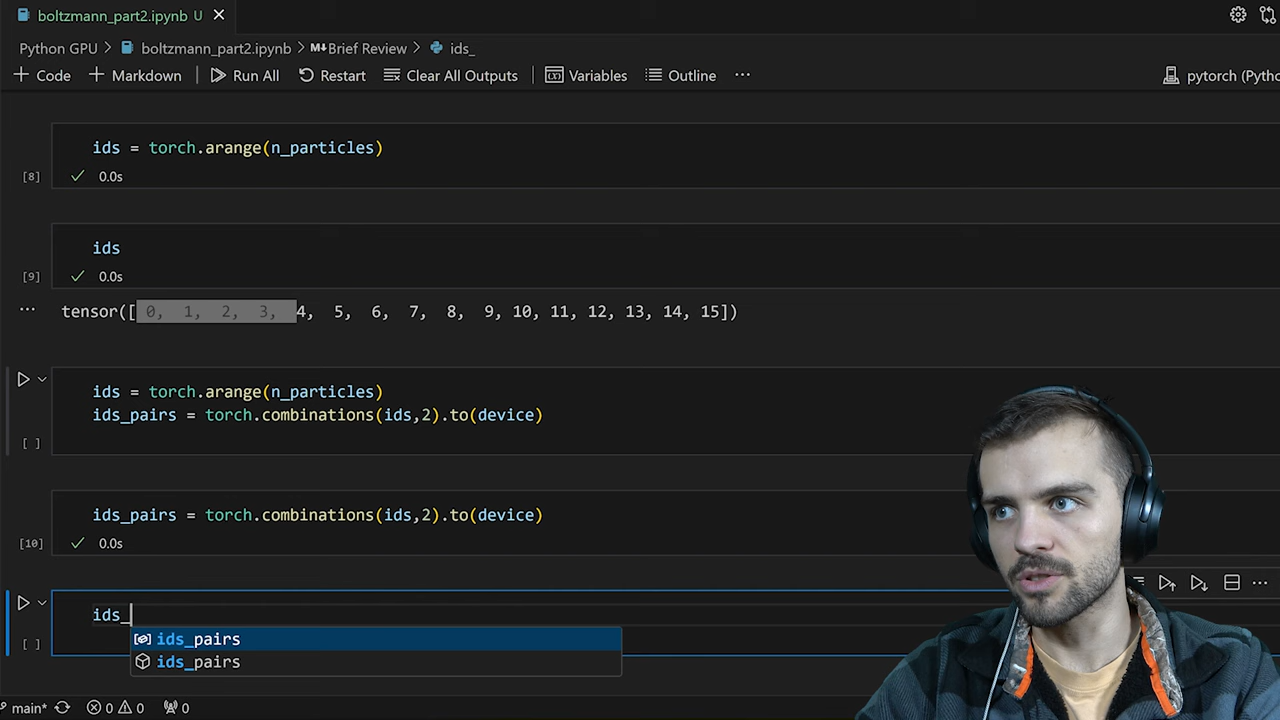 boltzmann_part2.ipynb U
Python GPU > boltzmann_part2.ipynb > M↓Brief Review > ids_
+ Code + Markdown Run All Restart Clear All Outputs Variables Outline ··· pytorch (Pytho
ids = torch.arange(n_particles)
[8] ✓ 0.0s
ids
[9] ✓ 0.0s
··· tensor([ 0, 1, 2, 3, 4, 5, 6, 7, 8, 9, 10, 11, 12, 13, 14, 15])
ids = torch.arange(n_particles)
ids_pairs = torch.combinations(ids,2).to(device)
[ ]
ids_pairs = torch.combinations(ids,2).to(device)
[10] ✓ 0.0s
ids_
ids_pairs
[ ]
ids_pairs
main* 0 0 0